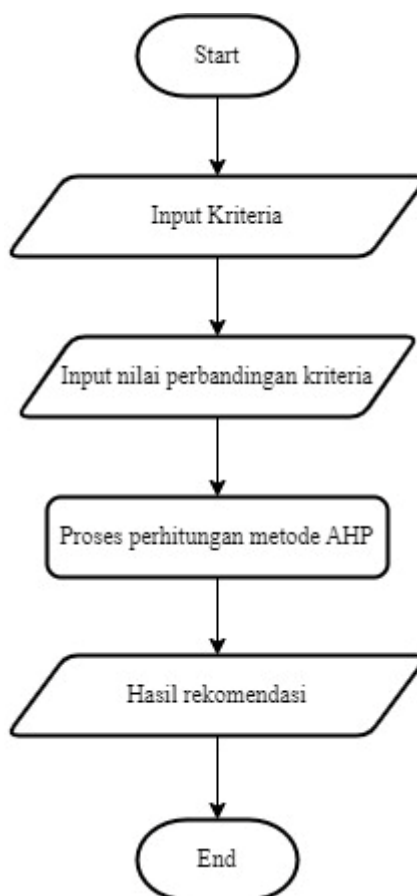 Start
Input Kriteria
Input nilai perbandingan kriteria
Proses perhitungan metode AHP
Hasil rekomendasi
End